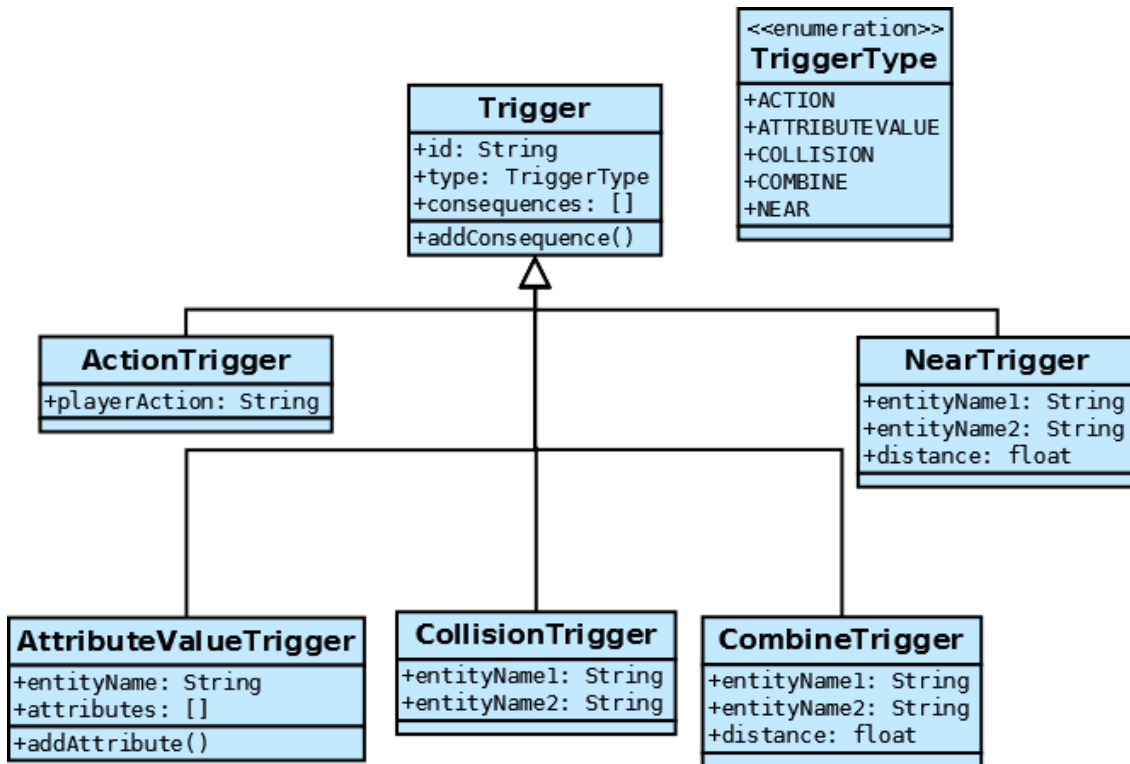 <<enumeration>>
TriggerType
+ACTION
+ATTRIBUTEVALUE
+COLLISION
+COMBINE
+NEAR
Trigger
+id: String
+type: TriggerType
+consequences: []
+addConsequence()
ActionTrigger
+playerAction: String
NearTrigger
+entityName1: String
+entityName2: String
+distance: float
AttributeValueTrigger
+entityName: String
+attributes: []
+addAttribute()
CollisionTrigger
+entityName1: String
+entityName2: String
CombineTrigger
+entityName1: String
+entityName2: String
+distance: float